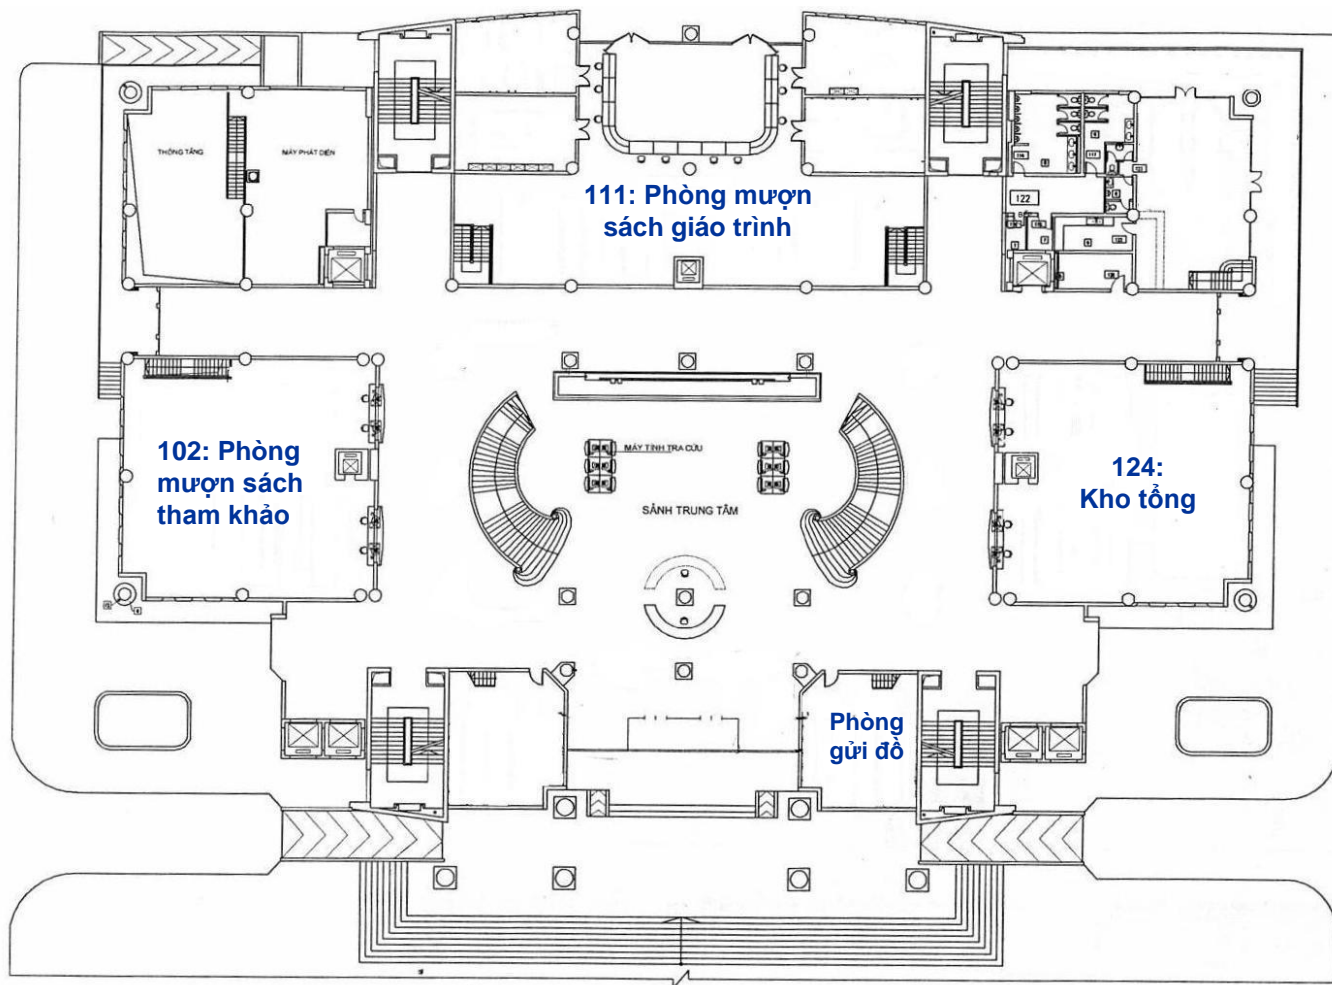 THÔNG TẦNG
MÁY PHÁT DIỆN
111: Phòng mượn
sách giáo trình
122
102: Phòng
mượn sách
tham khảo
MÁY TÍNH TRA CỨU
SẢNH TRUNG TÂM
124:
Kho tổng
Phòng
gửi đồ